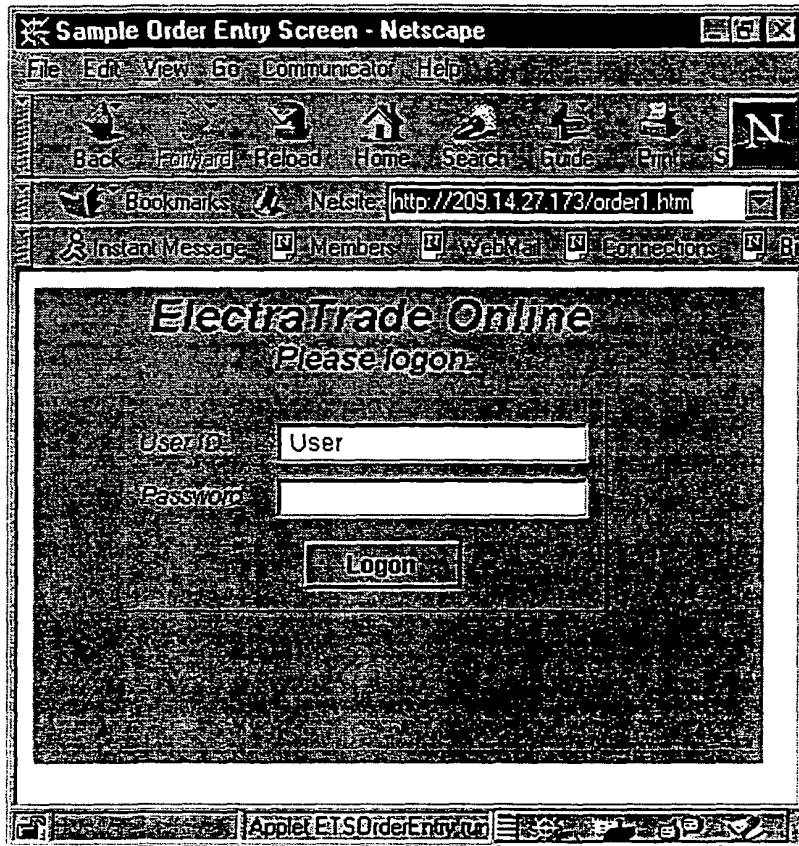 Sample Order Entry Screen - Netscape
File Edit View Go Communicator Help
Back Forward Reload Home Search Guide Print S N
Bookmarks Netsite: http://209.14.27.173/order1.htm
Instant Message Members WebMail Connections
ElectraTrade Online
Please logon.
User ID User
Password
Logon
Applet ETSOrderEntry run